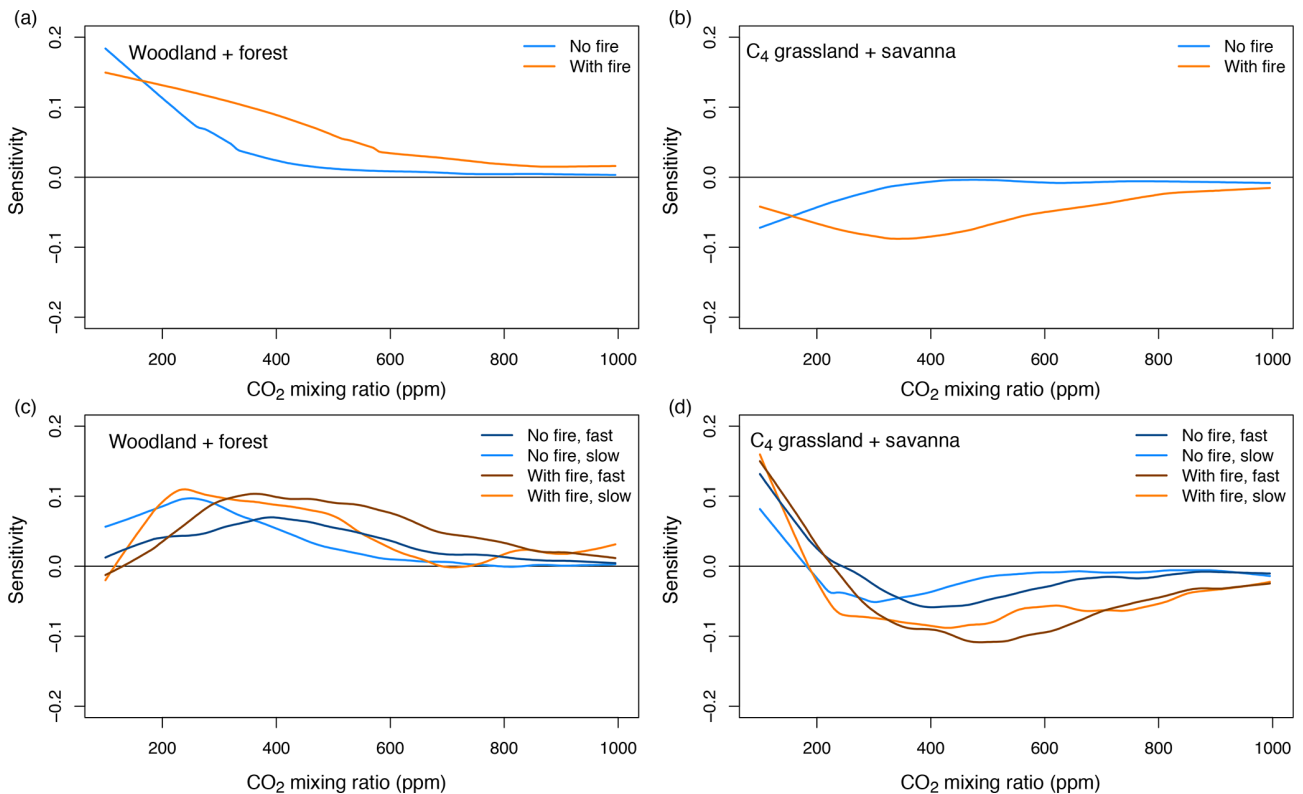 (a)
Woodland + forest
No fire
With fire
Sensitivity
0.2
0.1
0.0
−0.1
−0.2
200
400
600
800
1000
CO2 mixing ratio (ppm)
(b)
C4 grassland + savanna
No fire
With fire
Sensitivity
0.2
0.1
0.0
−0.1
−0.2
200
400
600
800
1000
CO2 mixing ratio (ppm)
(c)
Woodland + forest
No fire, fast
No fire, slow
With fire, fast
With fire, slow
Sensitivity
0.2
0.1
0.0
−0.1
−0.2
200
400
600
800
1000
CO2 mixing ratio (ppm)
(d)
C4 grassland + savanna
No fire, fast
No fire, slow
With fire, fast
With fire, slow
Sensitivity
0.2
0.1
0.0
−0.1
−0.2
200
400
600
800
1000
CO2 mixing ratio (ppm)